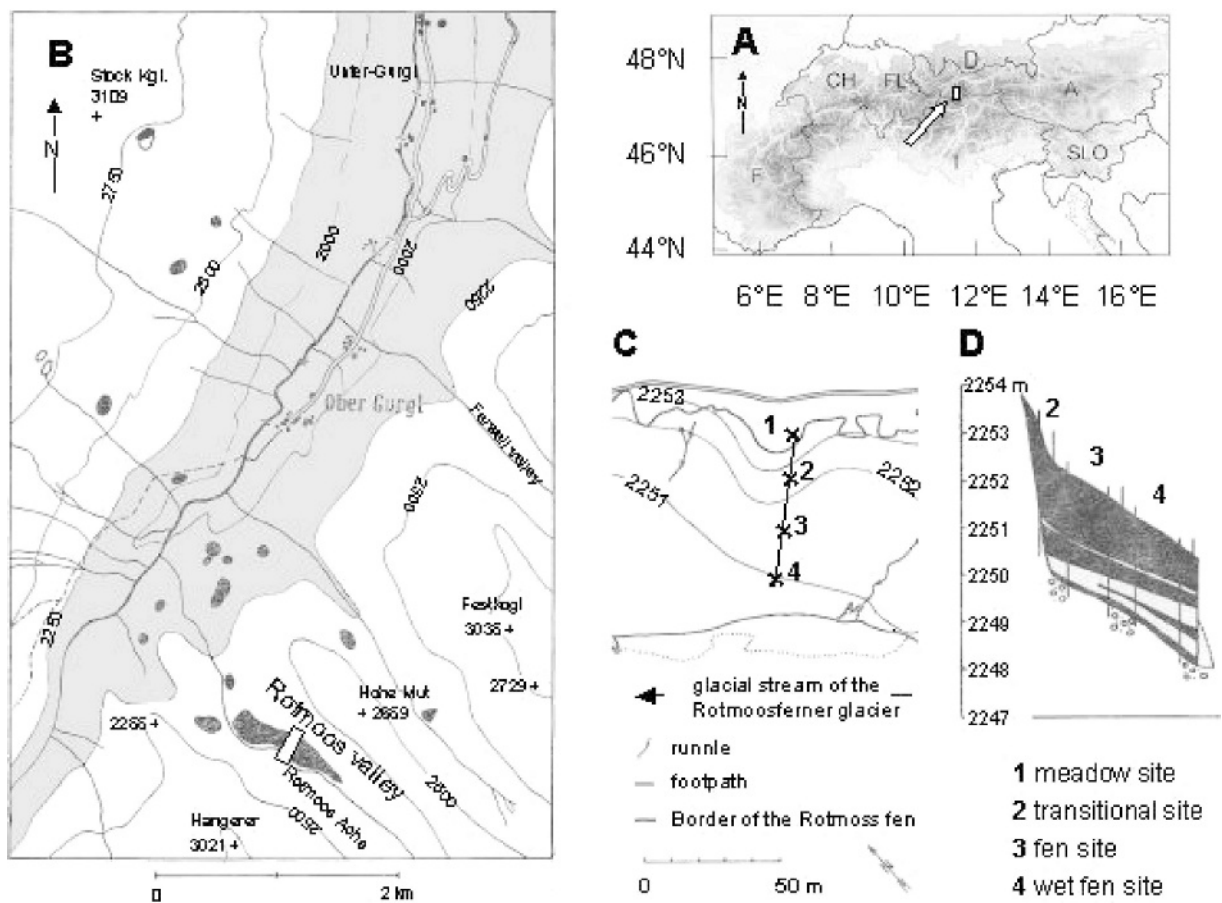 B
Stock Kgl.
3109
+
N
2750
2500
2000
2000
Unter-Gurgl
2250
Ober Gurgl
Ferwall valley
2500
2250
Festkogl
3035 +
2729 +
Hohe Mut
+ 2659
2266 +
Rotmoos valley
Rotmoos Ache
2500
2500
Hangerer
3021 +
0 2 km
A
N
48°N
46°N
44°N
CH
FL
D
A
I
SLO
F
6°E 8°E 10°E 12°E 14°E 16°E
C
2253
2252
2251
1
2
3
4
glacial stream of the
Rotmoosferner glacier
runnle
footpath
Border of the Rotmoss fen
0 50 m
D
2254 m
2253
2252
2251
2250
2249
2248
2247
2
3
4
1 meadow site
2 transitional site
3 fen site
4 wet fen site